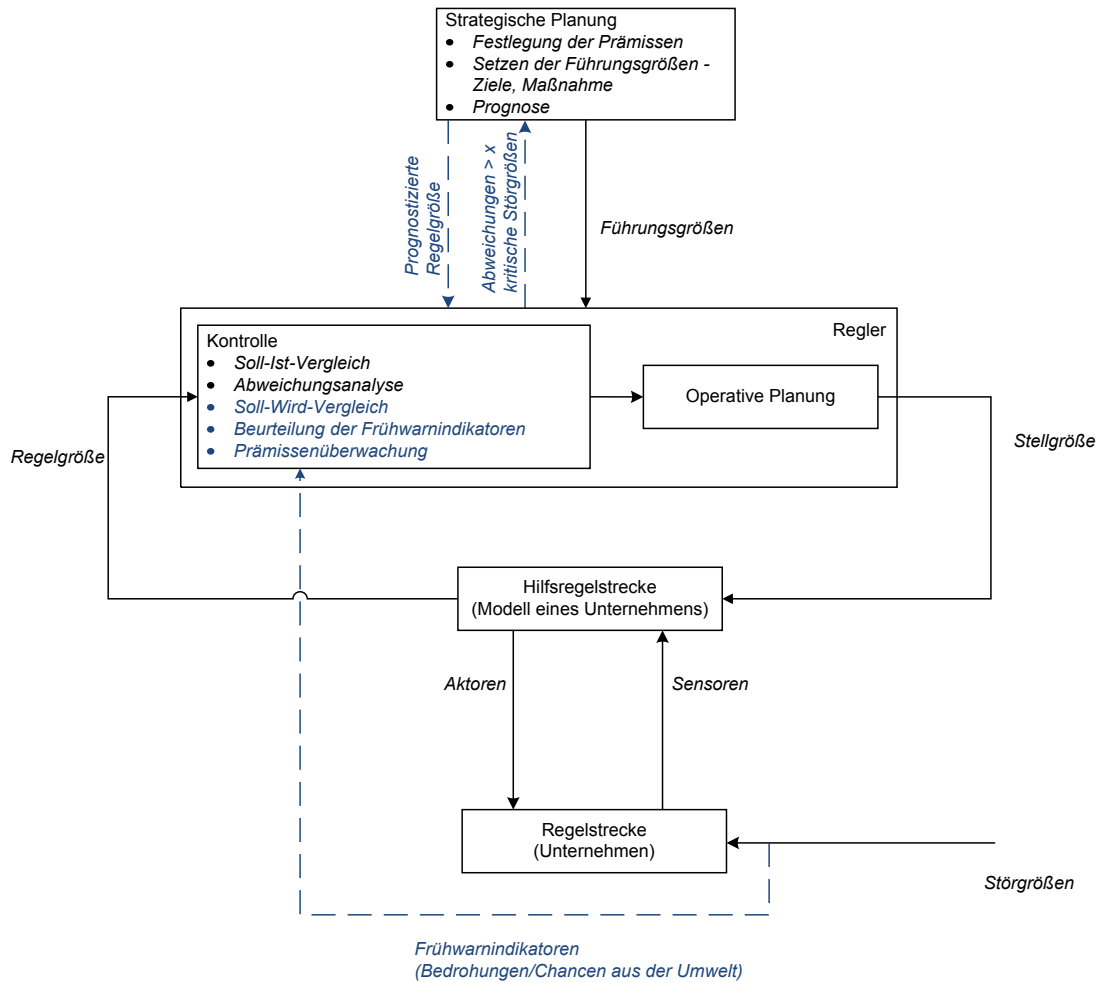 Strategische Planung
● Festlegung der Prämissen
● Setzen der Führungsgrößen -
Ziele, Maßnahme
● Prognose
Prognostizierte
Regelgröße
Abweichungen > x
kritische Störgrößen
Führungsgrößen
Regler
Kontrolle
● Soll-Ist-Vergleich
● Abweichungsanalyse
● Soll-Wird-Vergleich
● Beurteilung der Frühwarnindikatoren
● Prämissenüberwachung
Operative Planung
Regelgröße
Stellgröße
Hilfsregelstrecke
(Modell eines Unternehmens)
Aktoren
Sensoren
Regelstrecke
(Unternehmen)
Störgrößen
Frühwarnindikatoren
(Bedrohungen/Chancen aus der Umwelt)